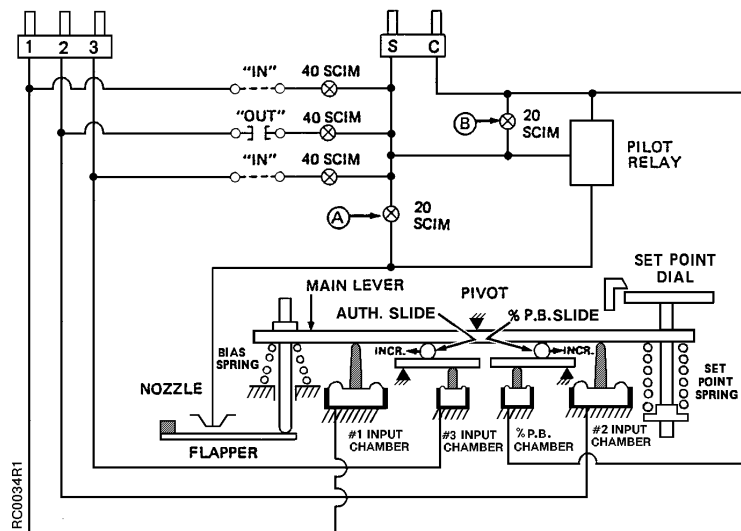 1 2 3
S C
"IN" 40 SCIM
"OUT" 40 SCIM
"IN" 40 SCIM
B
20
SCIM
PILOT
RELAY
A
20
SCIM
SET POINT
DIAL
MAIN LEVER
PIVOT
AUTH. SLIDE
% P.B. SLIDE
INCR.
INCR.
BIAS
SPRING
SET
POINT
SPRING
NOZZLE
FLAPPER
#1 INPUT
CHAMBER
#3 INPUT
CHAMBER
% P.B.
CHAMBER
#2 INPUT
CHAMBER
RC0034R1